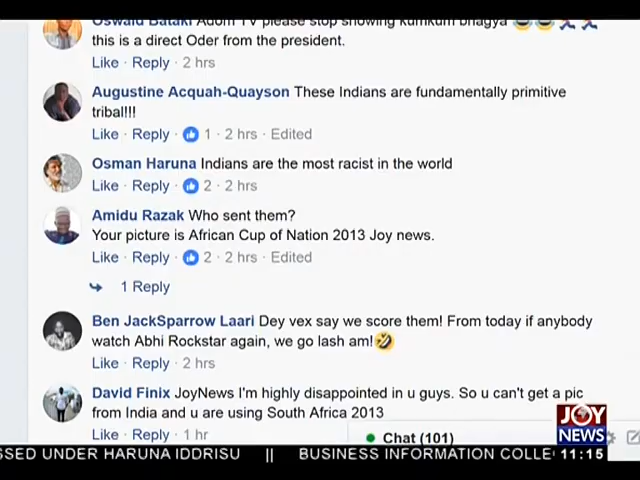 Oswald Bataki Adom TV please stop showing kumkum bhagya
this is a direct Oder from the president.
Like · Reply · 2 hrs
Augustine Acquah-Quayson These Indians are fundamentally primitive
tribal!!!
Like · Reply · 1 · 2 hrs · Edited
Osman Haruna Indians are the most racist in the world
Like · Reply · 2 · 2 hrs
Amidu Razak Who sent them?
Your picture is African Cup of Nation 2013 Joy news.
Like · Reply · 2 · 2 hrs · Edited
1 Reply
Ben JackSparrow Laari Dey vex say we score them! From today if anybody
watch Abhi Rockstar again, we go lash am!🤣
Like · Reply · 2 hrs
David Finix JoyNews I'm highly disappointed in u guys. So u can't get a pic
from India and u are using South Africa 2013
Like · Reply · 1 hr
Chat (101)
JOY
NEWS
SSED UNDER HARUNA IDDRISU || BUSINESS INFORMATION COLLE
11:15